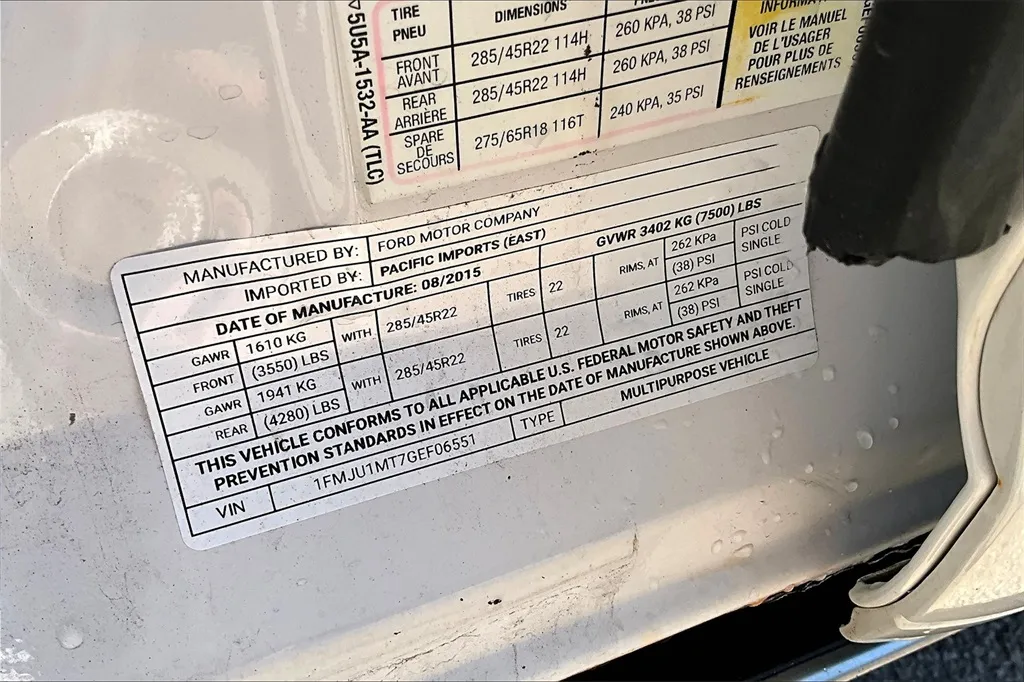 5U5A-1532-AA (TLC)
TIRE DIMENSIONS
PNEU
FRONT 285/45R22 114H 260 KPA, 38 PSI
AVANT
REAR 285/45R22 114H 260 KPA, 38 PSI
ARRIÈRE
SPARE 275/65R18 116T 240 KPA, 35 PSI
DE
SECOURS
VOIR LE MANUEL
DE L'USAGER
POUR PLUS DE
RENSEIGNEMENTS
MANUFACTURED BY: FORD MOTOR COMPANY
IMPORTED BY: PACIFIC IMPORTS (EAST)
DATE OF MANUFACTURE: 08/2015 GVWR 3402 KG (7500) LBS
GAWR 1610 KG WITH 285/45R22 TIRES 22 RIMS, AT 262 KPa PSI COLD
FRONT (3550) LBS (38) PSI SINGLE
GAWR 1941 KG WITH 285/45R22 TIRES 22 RIMS, AT 262 KPa PSI COLD
REAR (4280) LBS (38) PSI SINGLE
THIS VEHICLE CONFORMS TO ALL APPLICABLE U.S. FEDERAL MOTOR SAFETY AND THEFT
PREVENTION STANDARDS IN EFFECT ON THE DATE OF MANUFACTURE SHOWN ABOVE.
VIN 1FMJU1MT7GEF06551 TYPE MULTIPURPOSE VEHICLE